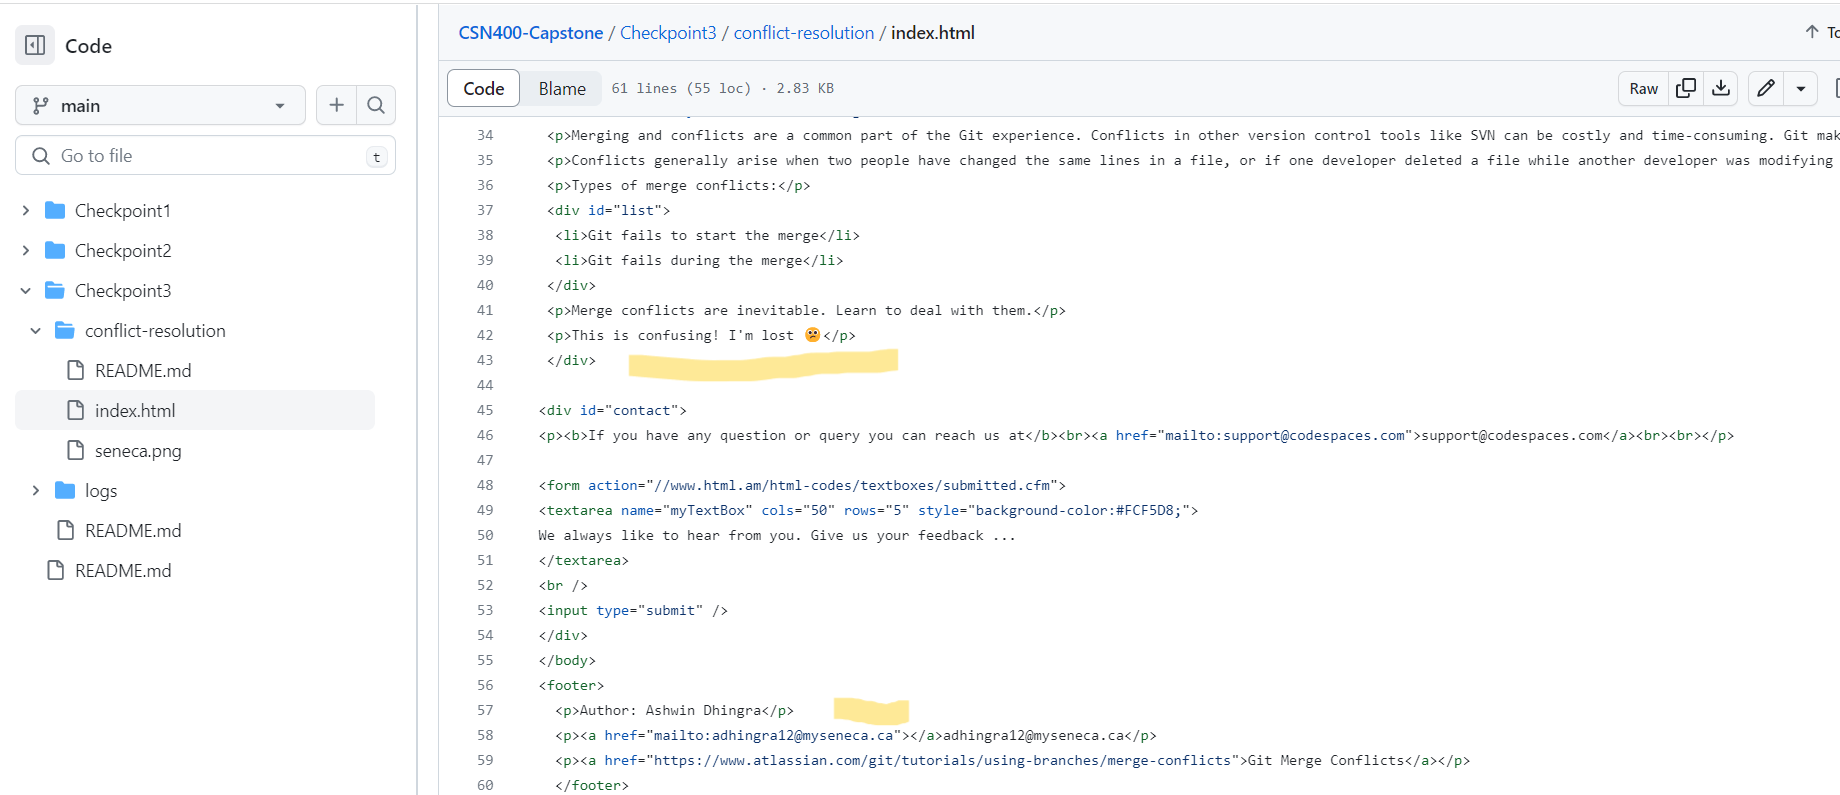 Code
main
Go to file
t
Checkpoint1
Checkpoint2
Checkpoint3
conflict-resolution
README.md
index.html
seneca.png
logs
README.md
README.md
CSN400-Capstone / Checkpoint3 / conflict-resolution / index.html
Code Blame 61 lines (55 loc) · 2.83 KB
Raw
34 <p>Merging and conflicts are a common part of the Git experience. Conflicts in other version control tools like SVN can be costly and time-consuming. Git mak
35 <p>Conflicts generally arise when two people have changed the same lines in a file, or if one developer deleted a file while another developer was modifying
36 <p>Types of merge conflicts:</p>
37 <div id="list">
38 <li>Git fails to start the merge</li>
39 <li>Git fails during the merge</li>
40 </div>
41 <p>Merge conflicts are inevitable. Learn to deal with them.</p>
42 <p>This is confusing! I'm lost 😕</p>
43 </div>
44
45 <div id="contact">
46 <p><b>If you have any question or query you can reach us at</b><br><a href="mailto:support@codespaces.com">support@codespaces.com</a><br><br></p>
47
48 <form action="//www.html.am/html-codes/textboxes/submitted.cfm">
49 <textarea name="myTextBox" cols="50" rows="5" style="background-color:#FCF5D8;">
50 We always like to hear from you. Give us your feedback ...
51 </textarea>
52 <br />
53 <input type="submit" />
54 </div>
55 </body>
56 <footer>
57 <p>Author: Ashwin Dhingra</p>
58 <p><a href="mailto:adhingra12@myseneca.ca"></a>adhingra12@myseneca.ca</p>
59 <p><a href="https://www.atlassian.com/git/tutorials/using-branches/merge-conflicts">Git Merge Conflicts</a></p>
60 </footer>